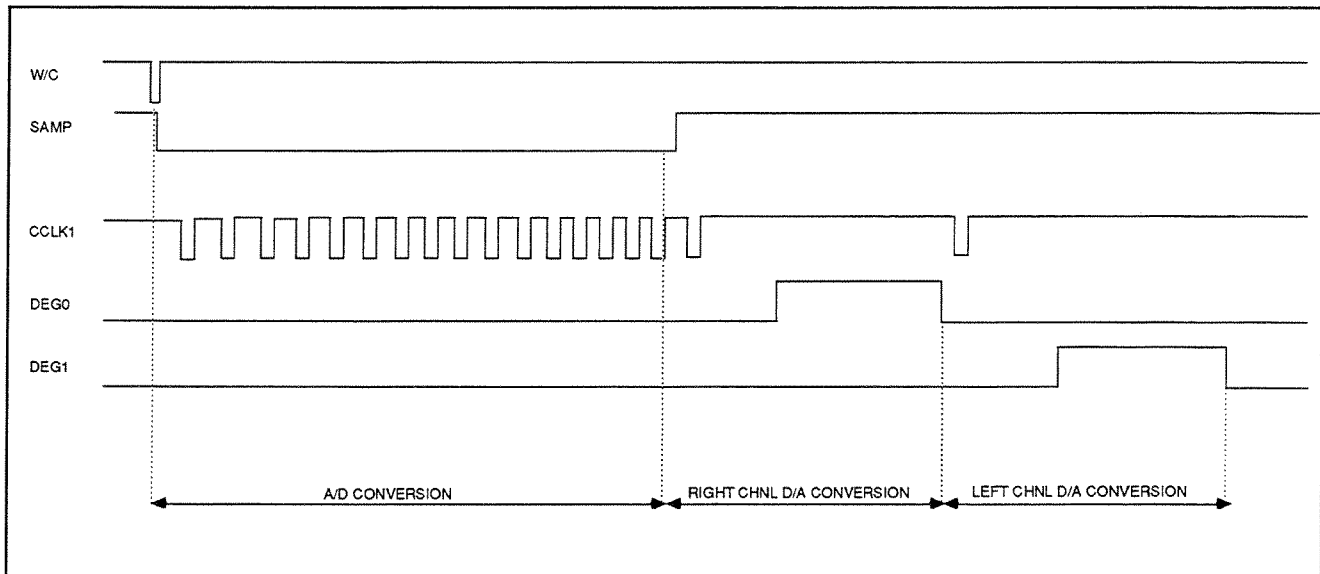 W/C
SAMP
CCLK1
DEG0
DEG1
A/D CONVERSION
RIGHT CHNL D/A CONVERSION
LEFT CHNL D/A CONVERSION